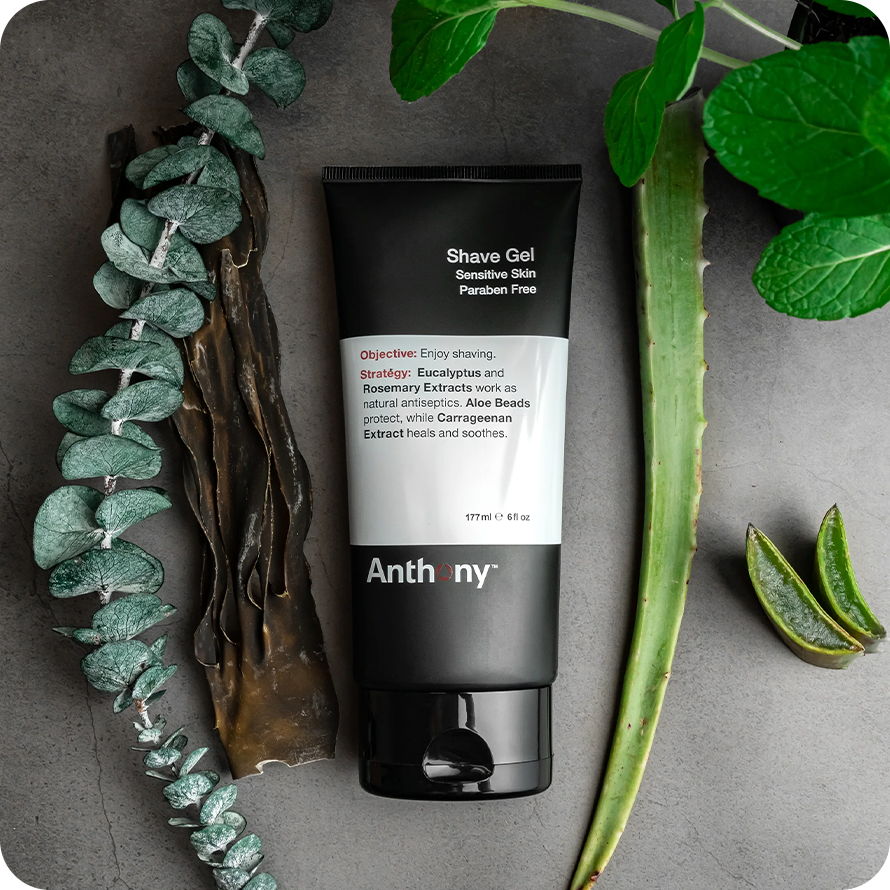 Shave Gel
Sensitive Skin
Paraben Free
Objective: Enjoy shaving.
Stratégy: Eucalyptus and
Rosemary Extracts work as
natural antiseptics. Aloe Beads
protect, while Carrageenan
Extract heals and soothes.
177ml ℮ 6fl oz
Anthony™